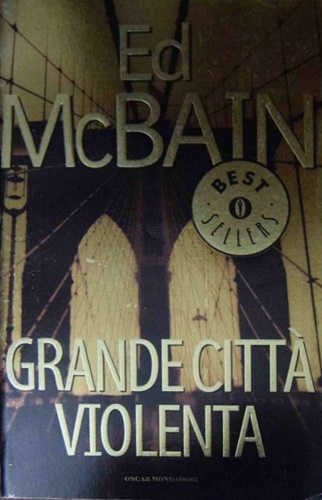 Ed
McBAIN
BEST
SELLERS
GRANDE CITTÀ
VIOLENTA
OSCAR MONDADORI